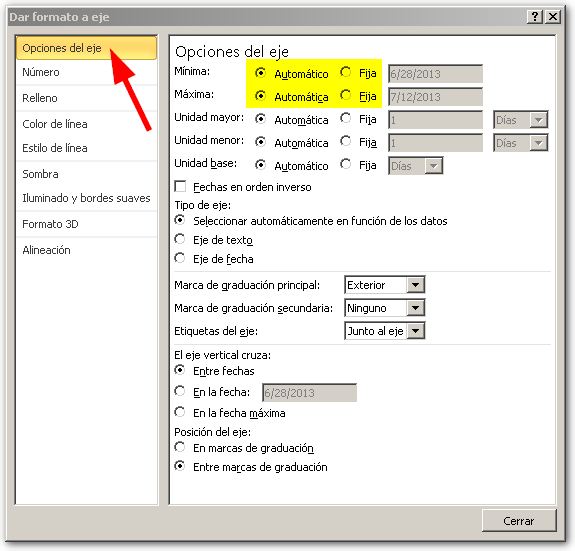 Dar formato a eje
Opciones del eje
Número
Relleno
Color de línea
Estilo de línea
Sombra
Iluminado y bordes suaves
Formato 3D
Alineación
Opciones del eje
Mínima: Automático Fija 6/28/2013
Máxima: Automática Fija 7/12/2013
Unidad mayor: Automática Fija 1 Días
Unidad menor: Automático Fija 1 Días
Unidad base: Automático Fija Días
Fechas en orden inverso
Tipo de eje:
Seleccionar automáticamente en función de los datos
Eje de texto
Eje de fecha
Marca de graduación principal: Exterior
Marca de graduación secundaria: Ninguno
Etiquetas del eje: Junto al eje
El eje vertical cruza:
Entre fechas
En la fecha: 6/28/2013
En la fecha máxima
Posición del eje:
En marcas de graduación
Entre marcas de graduación
Cerrar